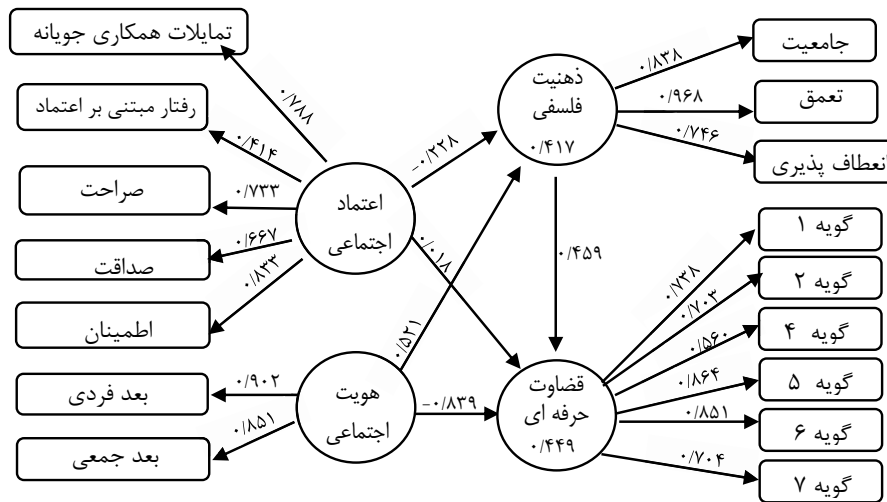 تمایلات همکاری جویانه
رفتار مبتنی بر اعتماد
صراحت
صداقت
اطمینان
بعد فردی
بعد جمعی
۰/۷۸۸
۰/۴۱۴
۰/۷۳۳
۰/۶۶۷
۰/۸۳۳
۰/۹۰۲
۰/۸۵۱
اعتماد
اجتماعی
هویت
اجتماعی
-۰/۲۲۸
۰/۰۱۸
۰/۵۲۱
-۰/۸۳۹
ذهنیت
فلسفی
۰/۴۱۷
۰/۴۵۹
قضاوت
حرفه ای
۰/۴۴۹
۰/۸۳۸
۰/۹۶۸
۰/۷۴۶
جامعیت
تعمق
انعطاف پذیری
۰/۷۳۸
۰/۷۰۳
۰/۵۶۰
۰/۸۶۴
۰/۸۵۱
۰/۷۰۴
گویه ۱
گویه ۲
گویه ۴
گویه ۵
گویه ۶
گویه ۷